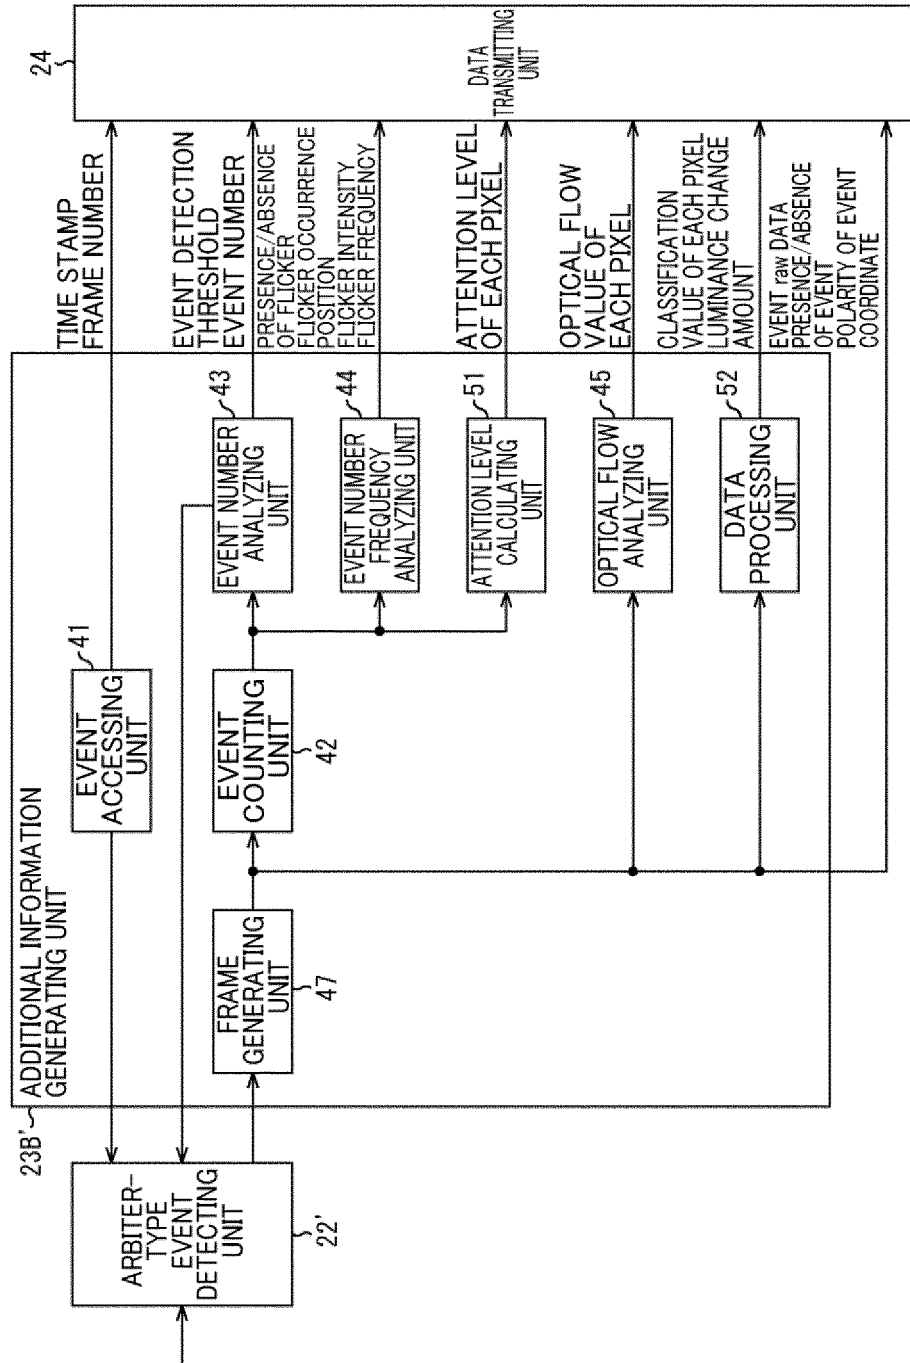 23B'
ADDITIONAL INFORMATION
GENERATING UNIT
ARBITER-
TYPE
EVENT
DETECTING
UNIT
22'
EVENT
ACCESSING
UNIT
41
FRAME
GENERATING
UNIT
47
EVENT
COUNTING
UNIT
42
EVENT NUMBER
ANALYZING
UNIT
43
EVENT NUMBER
FREQUENCY
ANALYZING UNIT
44
ATTENTION LEVEL
CALCULATING
UNIT
51
OPTICAL FLOW
ANALYZING
UNIT
45
DATA
PROCESSING
UNIT
52
TIME STAMP
FRAME NUMBER
EVENT DETECTION
THRESHOLD
EVENT NUMBER
PRESENCE/ABSENCE
OF FLICKER
FLICKER OCCURRENCE
POSITION
FLICKER INTENSITY
FLICKER FREQUENCY
ATTENTION LEVEL
OF EACH PIXEL
OPTICAL FLOW
VALUE OF
EACH PIXEL
CLASSIFICATION
VALUE OF EACH PIXEL
LUMINANCE CHANGE
AMOUNT
EVENT raw DATA
PRESENCE/ABSENCE
OF EVENT
POLARITY OF EVENT
COORDINATE
24
DATA
TRANSMITTING
UNIT